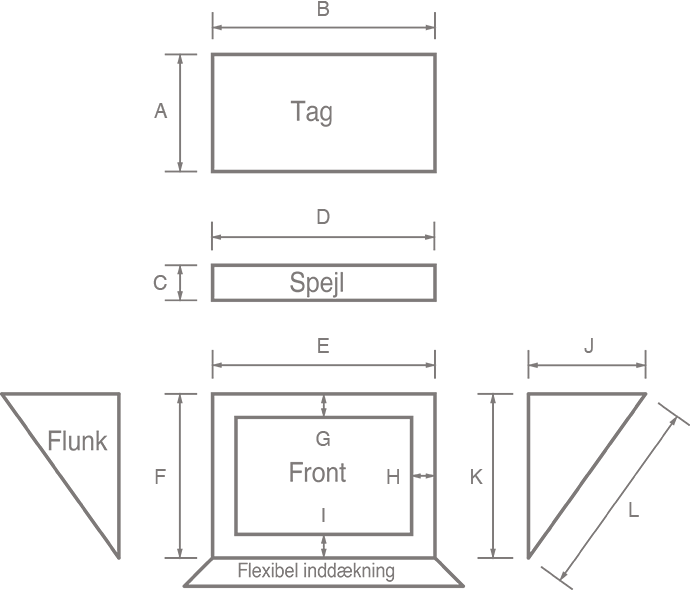 B
A
Tag
D
C
Spejl
E
J
Flunk
F
G
Front
H
K
I
L
Flexibel inddækning